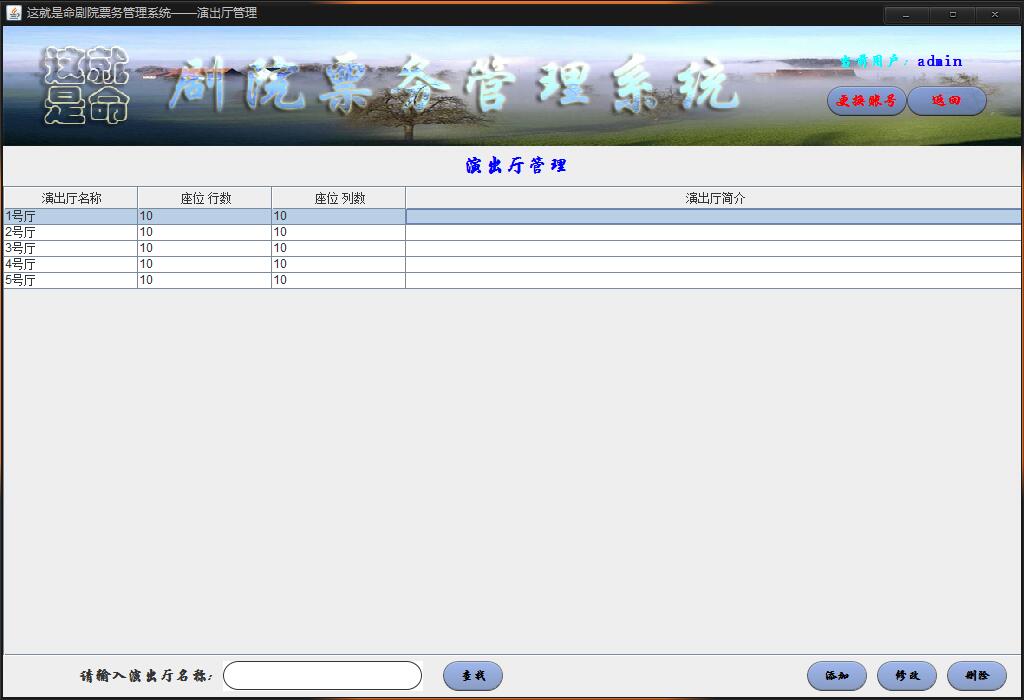 这就是命剧院票务管理系统——演出厅管理
这就是命
剧院票务管理系统
当前用户：admin
更换账号 返回
演出厅管理
演出厅名称 座位行数 座位列数 演出厅简介
1号厅 10 10
2号厅 10 10
3号厅 10 10
4号厅 10 10
5号厅 10 10
请输入演出厅名称： 查找 添加 修改 删除